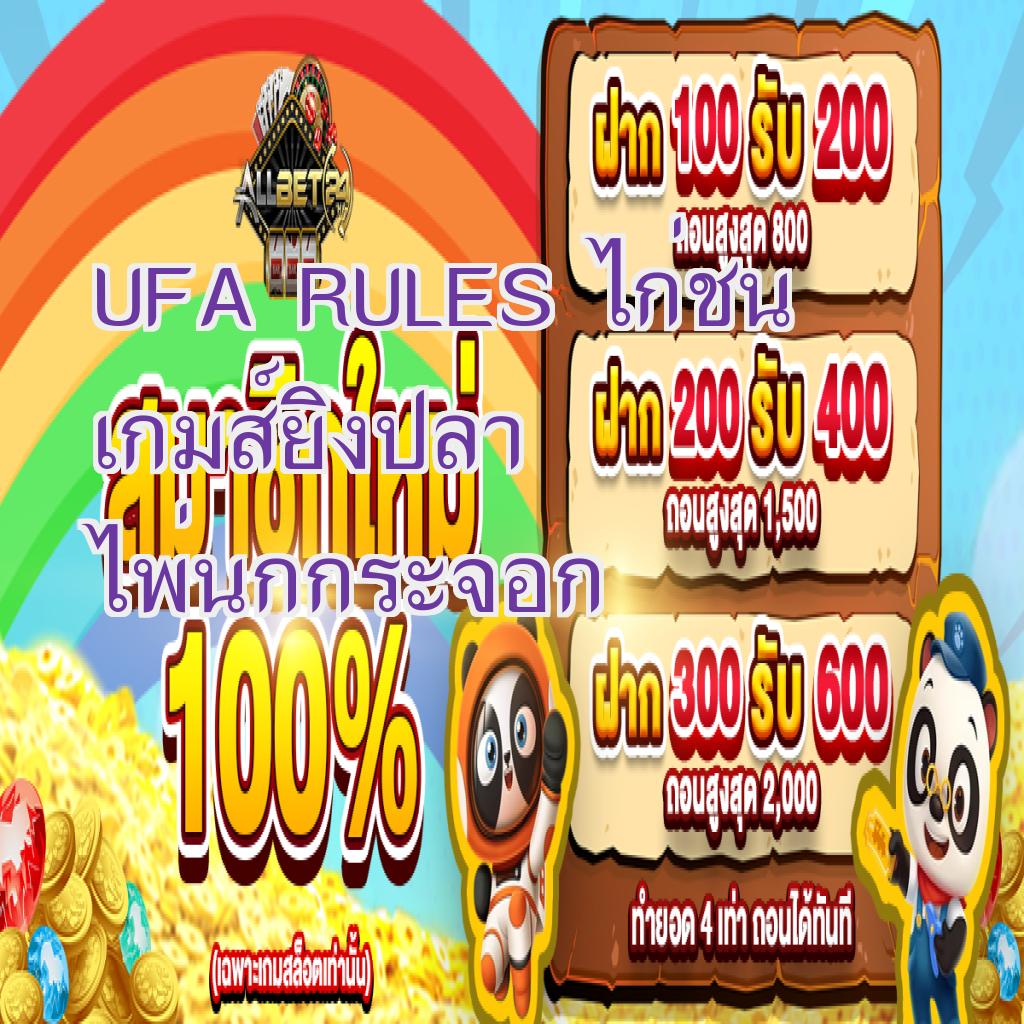 ALLBET24
UFA RULES ไก่ชน
เกมส์ยิงปลา
ไพ่นกกระจอก
สมาชิกใหม่
100%
(เฉพาะเกมสล็อตเท่านั้น)
ฝาก 100 รับ 200
ถอนสูงสุด 800
ฝาก 200 รับ 400
ถอนสูงสุด 1,500
ฝาก 300 รับ 600
ถอนสูงสุด 2,000
ทำยอด 4 เท่า ถอนได้ทันที